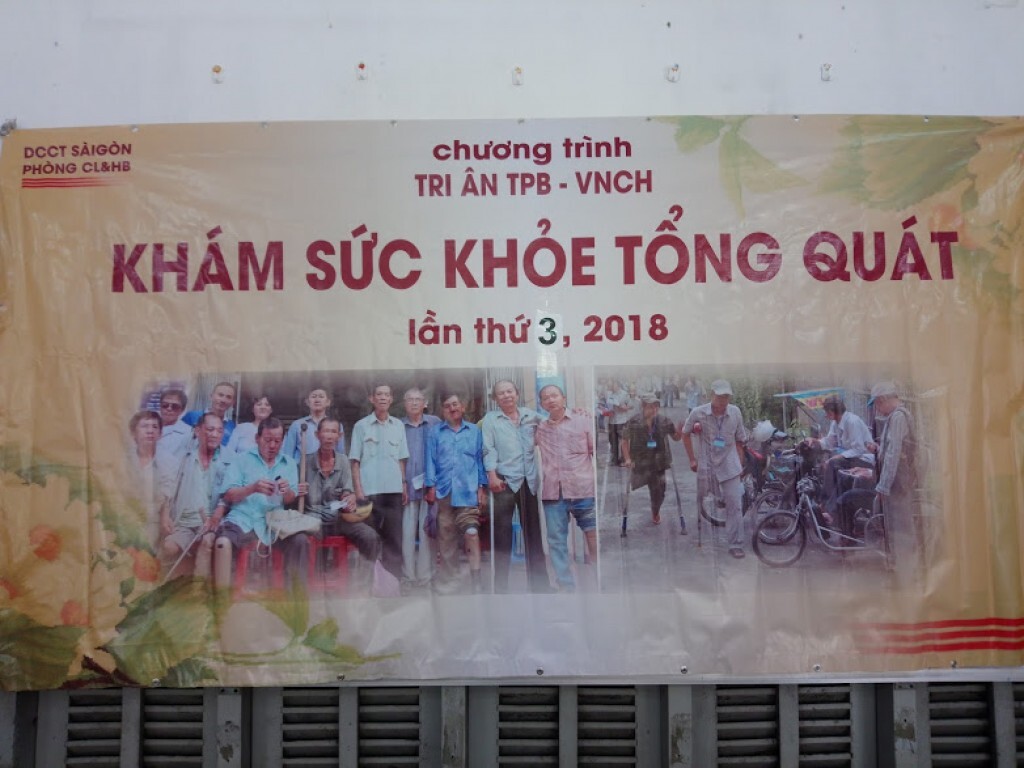 DCCT SÀIGÒN
PHÒNG CL&HB
chương trình
TRI ÂN TPB - VNCH
KHÁM SỨC KHỎE TỔNG QUÁT
lần thứ 3, 2018